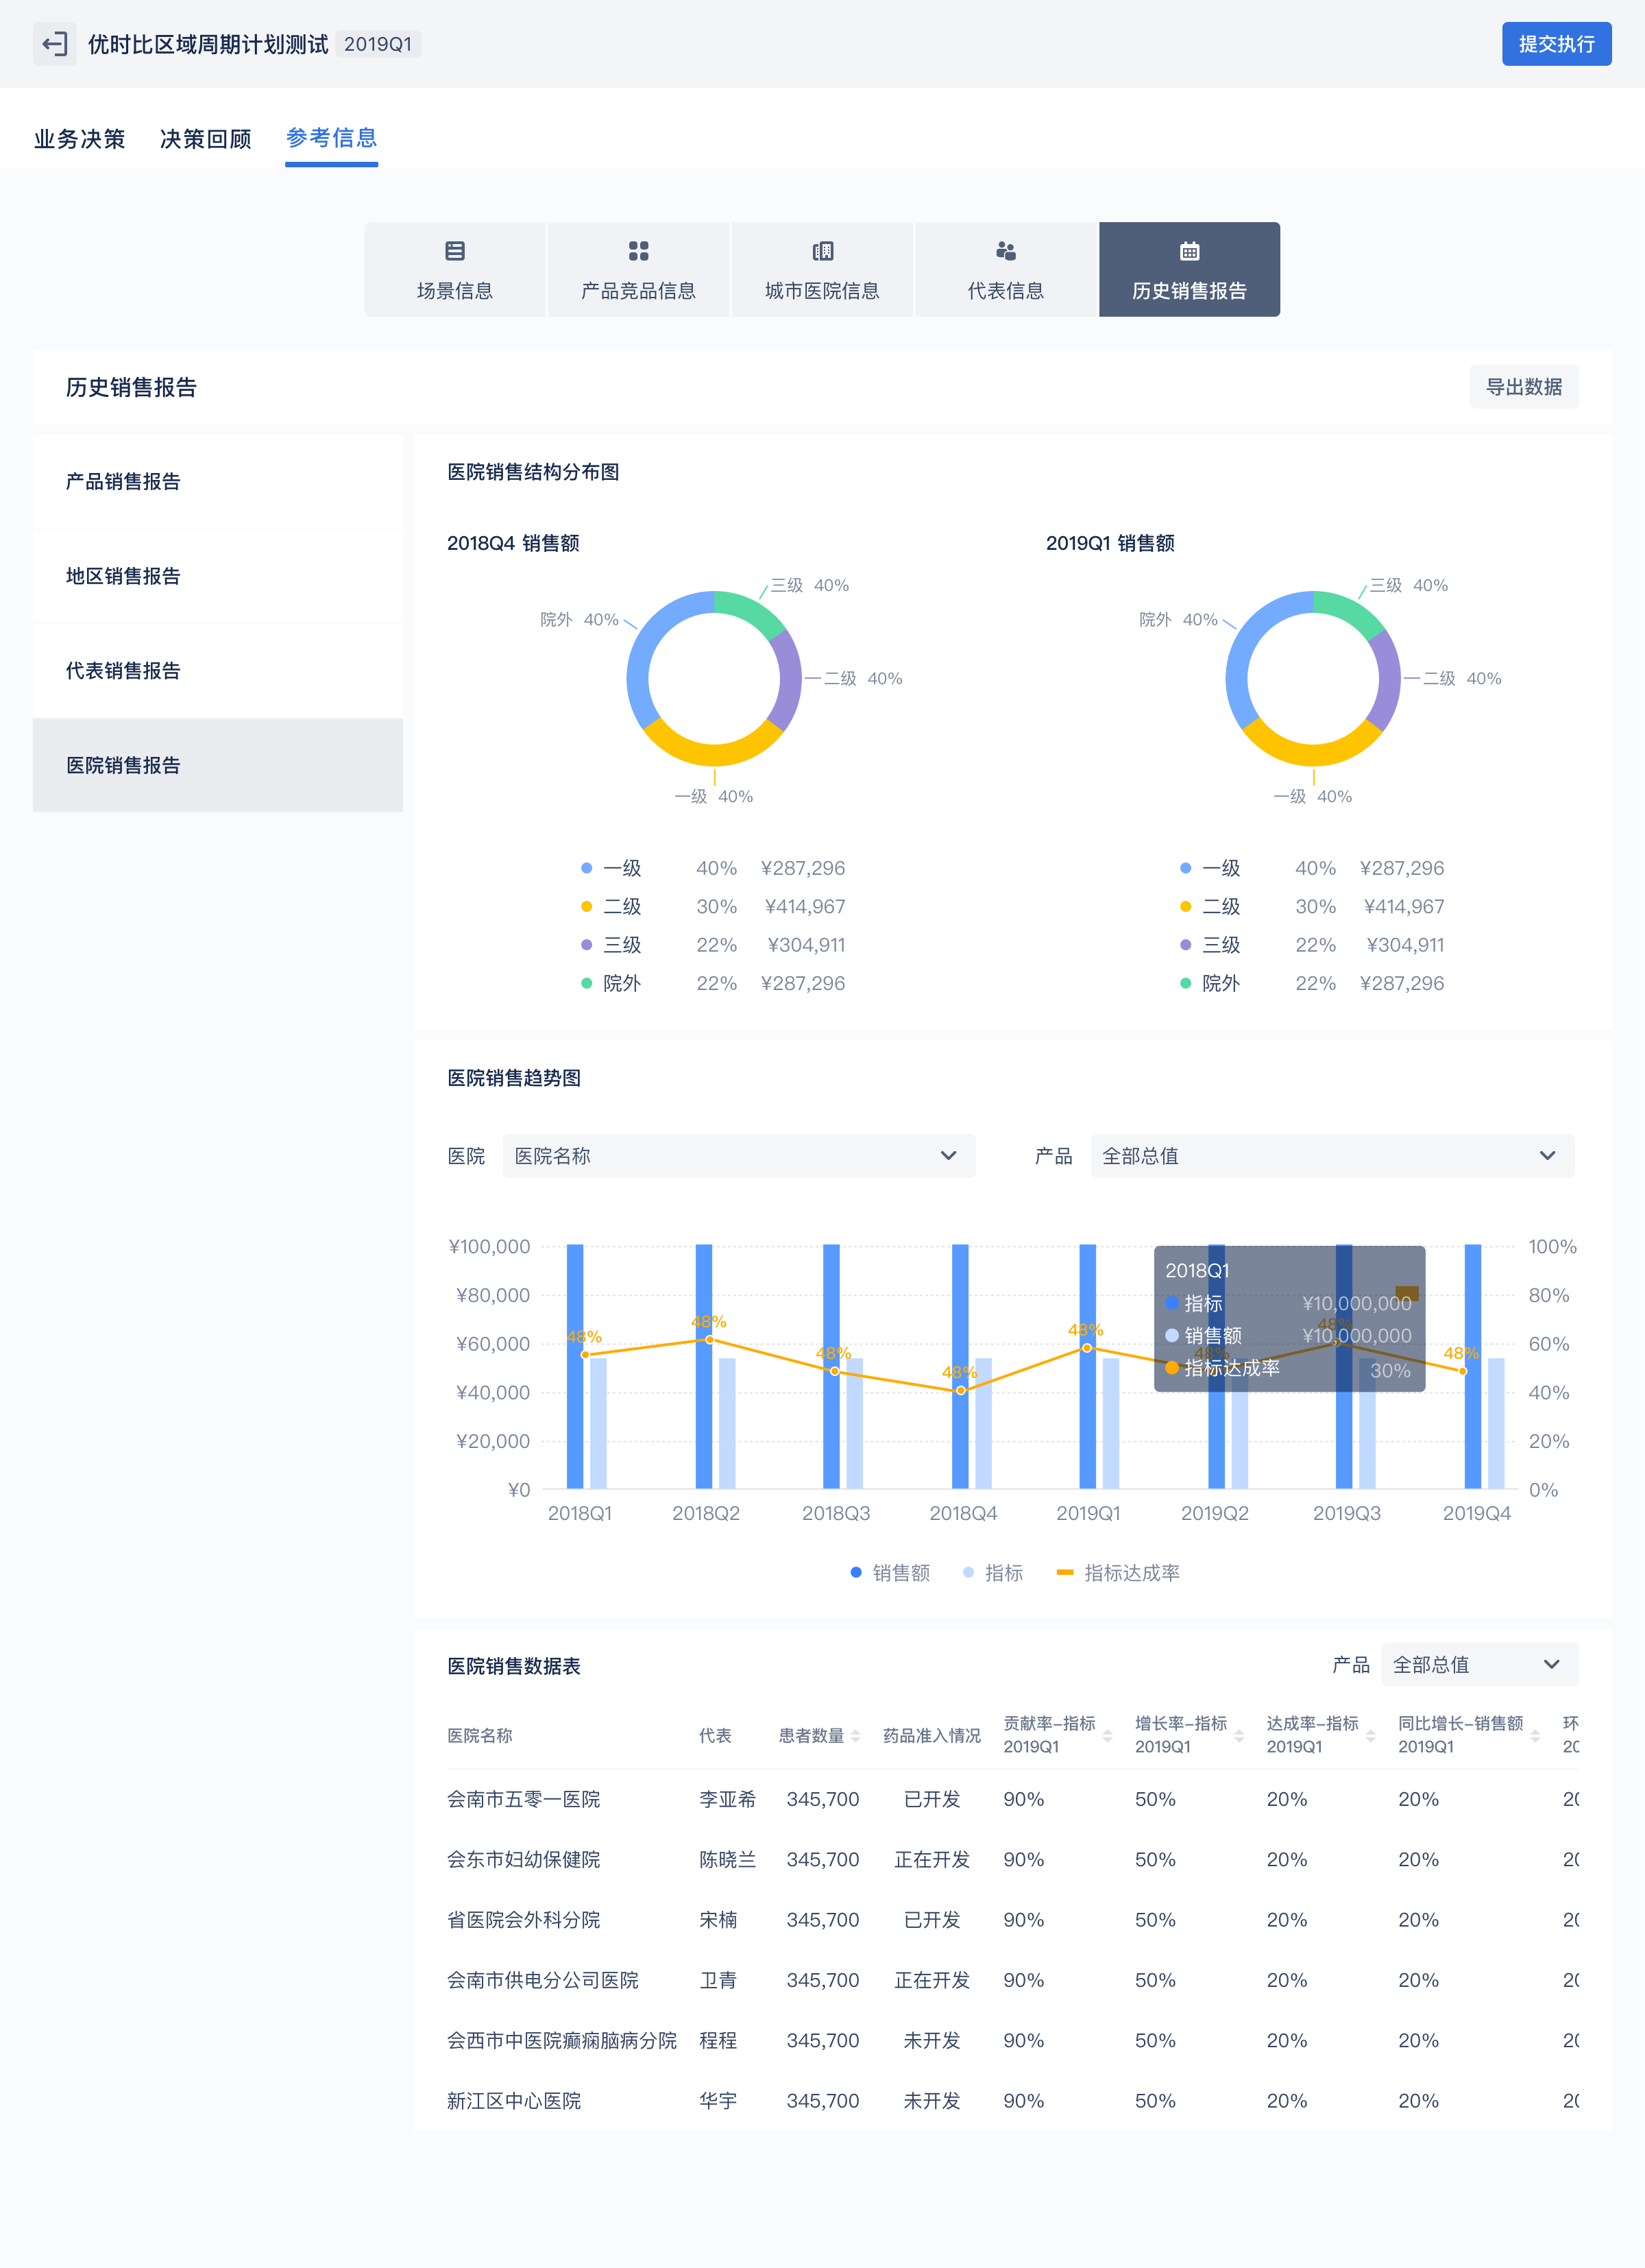 优时比区域周期计划测试 2019Q1
提交执行
业务决策 决策回顾 参考信息
场景信息 产品竞品信息 城市医院信息 代表信息 历史销售报告
历史销售报告
导出数据
产品销售报告
地区销售报告
代表销售报告
医院销售报告
医院销售结构分布图
2018Q4 销售额
三级 40%
院外 40%
二级 40%
一级 40%
一级 40% ¥287,296
二级 30% ¥414,967
三级 22% ¥304,911
院外 22% ¥287,296
2019Q1 销售额
三级 40%
院外 40%
二级 40%
一级 40%
一级 40% ¥287,296
二级 30% ¥414,967
三级 22% ¥304,911
院外 22% ¥287,296
医院销售趋势图
医院 医院名称
产品 全部总值
¥100,000
¥80,000
¥60,000
¥40,000
¥20,000
¥0
100%
80%
60%
40%
20%
0%
48%
48%
48%
48%
48%
48%
48%
48%
2018Q1
指标 ¥10,000,000
销售额 ¥10,000,000
指标达成率 30%
2018Q1 2018Q2 2018Q3 2018Q4 2019Q1 2019Q2 2019Q3 2019Q4
销售额 指标 指标达成率
医院销售数据表
产品 全部总值
医院名称 代表 患者数量 药品准入情况 贡献率-指标 增长率-指标 达成率-指标 同比增长-销售额 环
2019Q1 2019Q1 2019Q1 2019Q1 20
会南市五零一医院 李亚希 345,700 已开发 90% 50% 20% 20% 20
会东市妇幼保健院 陈晓兰 345,700 正在开发 90% 50% 20% 20% 20
省医院会外科分院 宋楠 345,700 已开发 90% 50% 20% 20% 20
会南市供电分公司医院 卫青 345,700 正在开发 90% 50% 20% 20% 20
会西市中医院癫痫脑病分院 程程 345,700 未开发 90% 50% 20% 20% 20
新江区中心医院 华宇 345,700 未开发 90% 50% 20% 20% 20